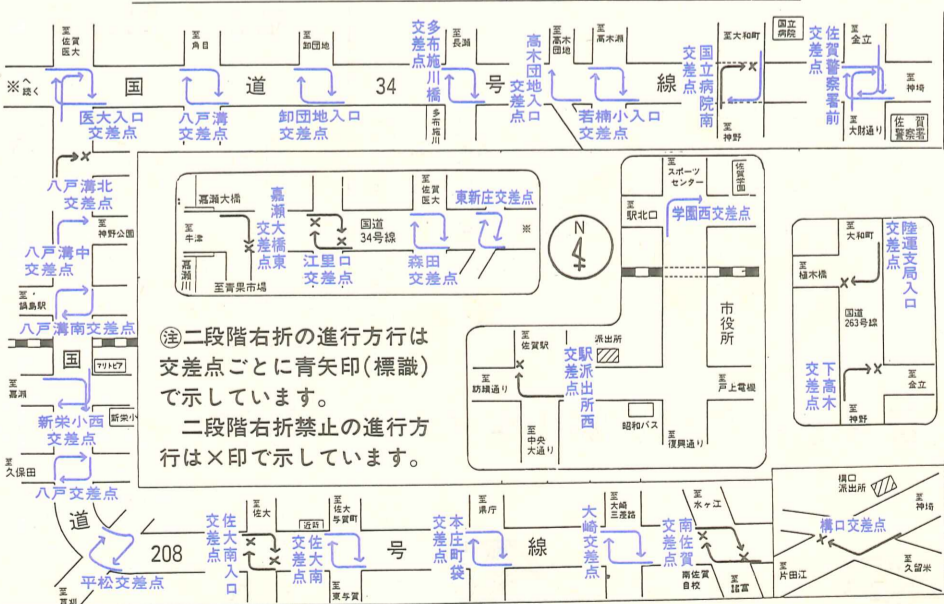 至佐賀医大
至角目
至卸団地
多布施川橋交差点
至長瀬
高木団地入口交差点
至高木団地
至高木瀬
国立病院南交差点
至大和町
国立病院
佐賀警察署前交差点
至金立
※へ続く
国
道
34
号
線
至神埼
医大入口交差点
八戸溝交差点
卸団地入口交差点
多布施川
若楠小入口交差点
至神野
至大財通り
佐賀警察署
八戸溝北交差点
至神野公園
八戸溝中交差点
至鍋島駅
八戸溝南交差点
国
マリトピア
至嘉瀬
新栄小
新栄小西交差点
至久保田
八戸交差点
嘉瀬大橋
嘉瀬大橋東交差点
国道34号線
至佐賀医大
東新庄交差点
至牛津
江里口交差点
森田交差点
※
嘉瀬川
至青果市場
N
至スポーツセンター
佐賀学園
至駅北口
学園西交差点
市役所
至佐賀駅
派出所
駅派出所西交差点
至防績通り
至戸上電機
至中央大通り
昭和バス
至復興通り
陸運支局入口交差点
至大和町
至植木橋
国道263号線
下高木交差点
至金立
至神野
注二段階右折の進行方行は
交差点ごとに青矢印(標識)
で示しています。
二段階右折禁止の進行方
行は×印で示しています。
道
208
号
線
平松交差点
佐大南入口交差点
至佐大
近試
佐大南交差点
至佐大与賀町
至東与賀
本庄町袋交差点
至県庁
大崎交差点
至大崎三差路
南佐賀交差点
至水ヶ江
南佐賀自校
至諸富
構口派出所
至神埼
構口交差点
至片田江
至久留米